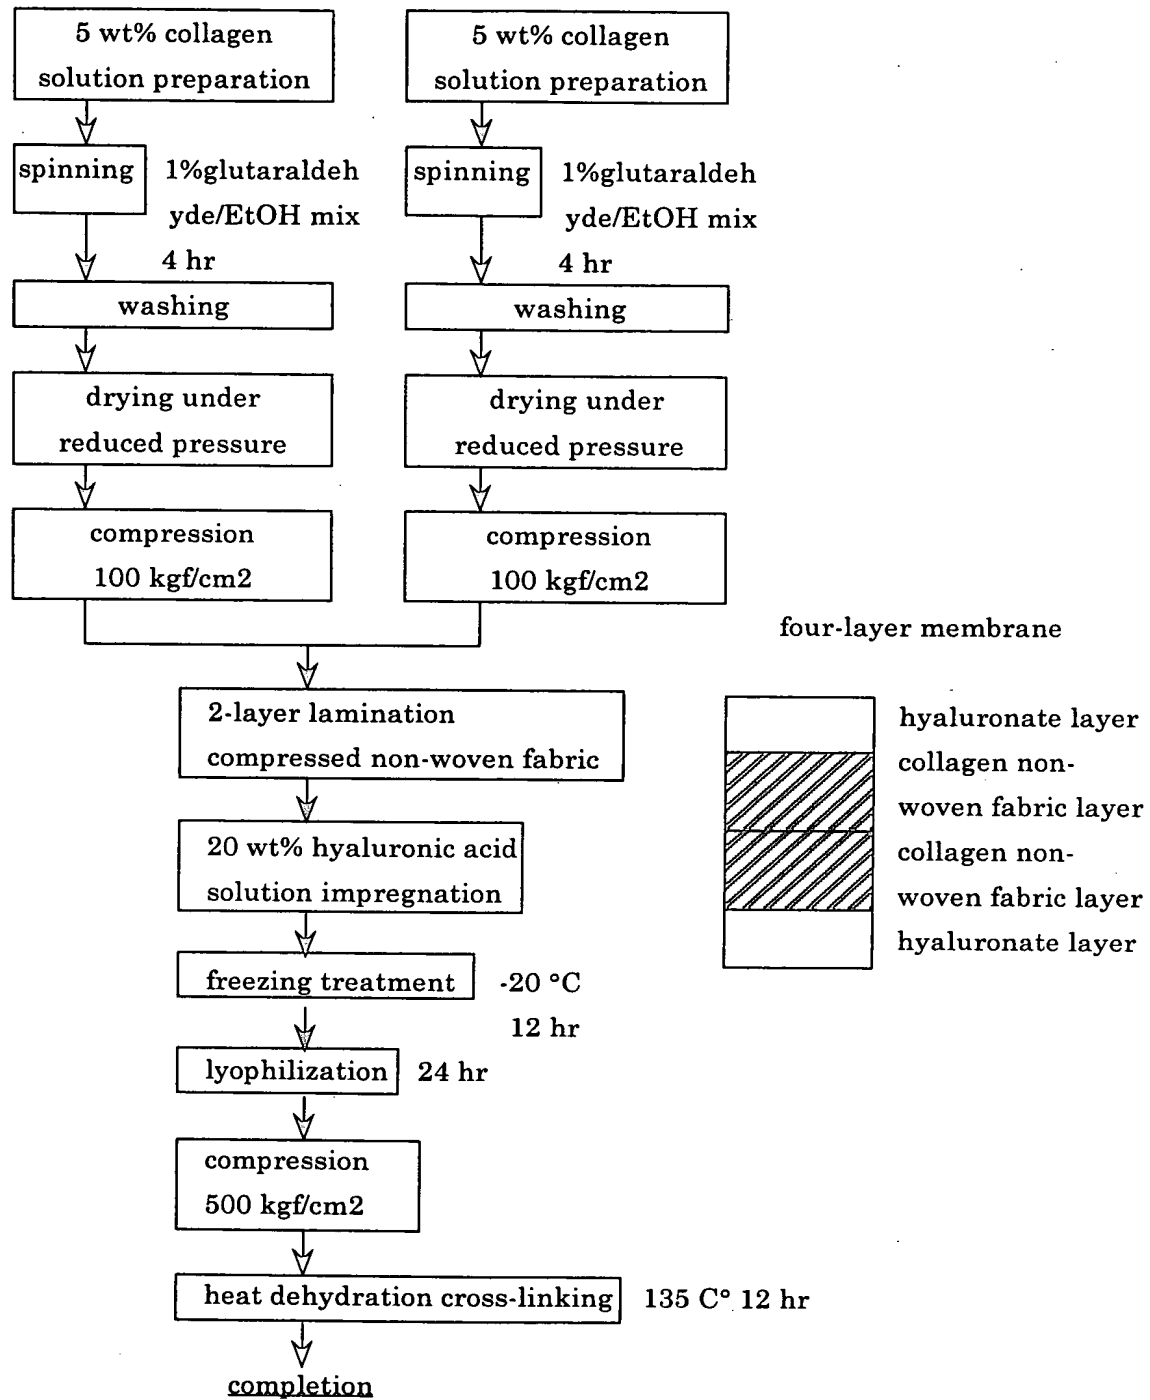 5 wt% collagen
solution preparation
5 wt% collagen
solution preparation
spinning
1%glutaraldeh
yde/EtOH mix
4 hr
spinning
1%glutaraldeh
yde/EtOH mix
4 hr
washing
washing
drying under
reduced pressure
drying under
reduced pressure
compression
100 kgf/cm2
compression
100 kgf/cm2
2-layer lamination
compressed non-woven fabric
20 wt% hyaluronic acid
solution impregnation
freezing treatment
-20 °C
12 hr
lyophilization
24 hr
compression
500 kgf/cm2
heat dehydration cross-linking
135 C° 12 hr
completion
four-layer membrane
hyaluronate layer
collagen non-
woven fabric layer
collagen non-
woven fabric layer
hyaluronate layer